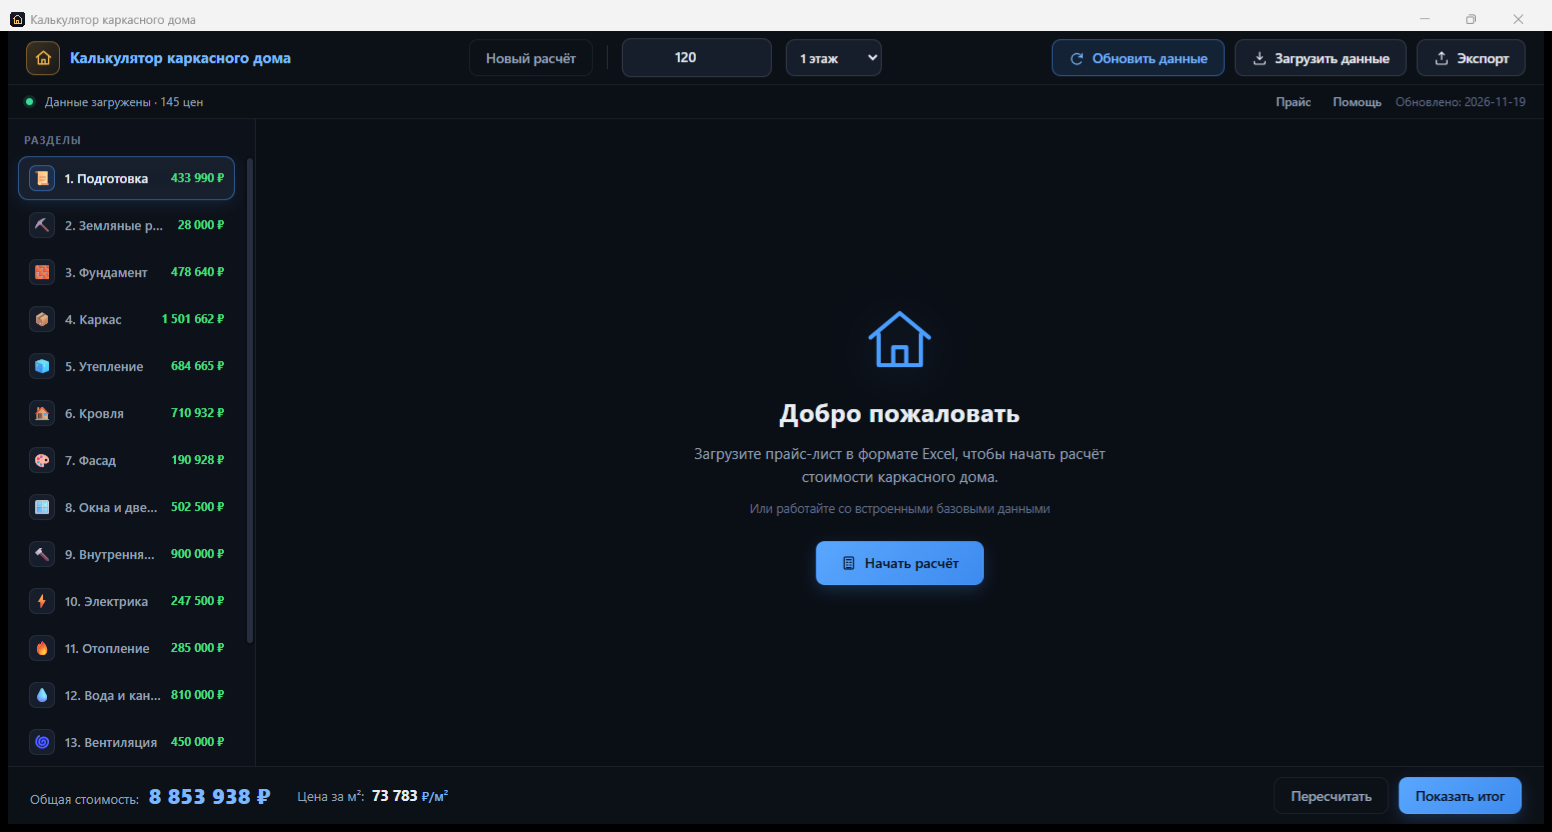 Калькулятор каркасного дома
Калькулятор каркасного дома
Новый расчёт
120
1 этаж
Обновить данные
Загрузить данные
Экспорт
Данные загружены · 145 цен
Прайс
Помощь
Обновлено: 2026-11-19
РАЗДЕЛЫ
1. Подготовка 433 990 ₽
2. Земляные р... 28 000 ₽
3. Фундамент 478 640 ₽
4. Каркас 1 501 662 ₽
5. Утепление 684 665 ₽
6. Кровля 710 932 ₽
7. Фасад 190 928 ₽
8. Окна и две... 502 500 ₽
9. Внутрення... 900 000 ₽
10. Электрика 247 500 ₽
11. Отопление 285 000 ₽
12. Вода и кан... 810 000 ₽
13. Вентиляция 450 000 ₽
Добро пожаловать
Загрузите прайс-лист в формате Excel, чтобы начать расчёт
стоимости каркасного дома.
Или работайте со встроенными базовыми данными
Начать расчёт
Общая стоимость: 8 853 938 ₽
Цена за м²: 73 783 ₽/м²
Пересчитать
Показать итог